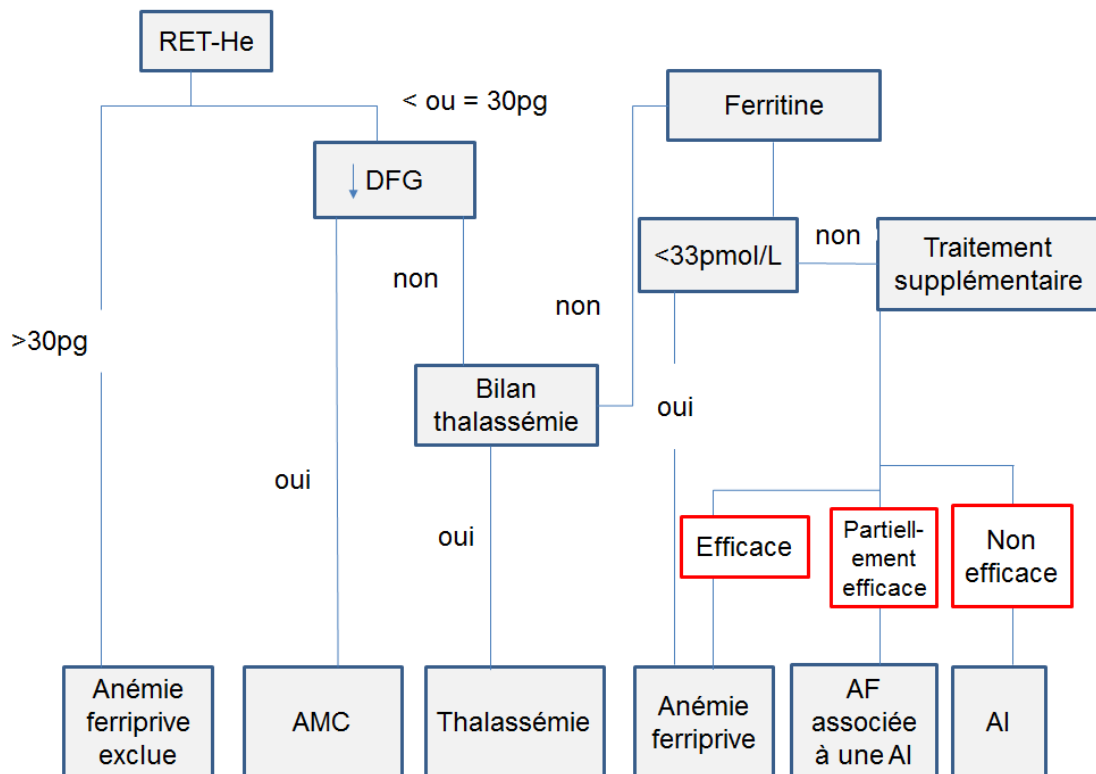 RET-He
< ou = 30pg
Ferritine
DFG
<33pmol/L
non
Traitement
supplémentaire
non
non
>30pg
Bilan
thalassémie
oui
oui
oui
Efficace
Partiell-
ement
efficace
Non
efficace
Anémie
ferriprive
exclue
AMC
Thalassémie
Anémie
ferriprive
AF
associée
à une AI
AI